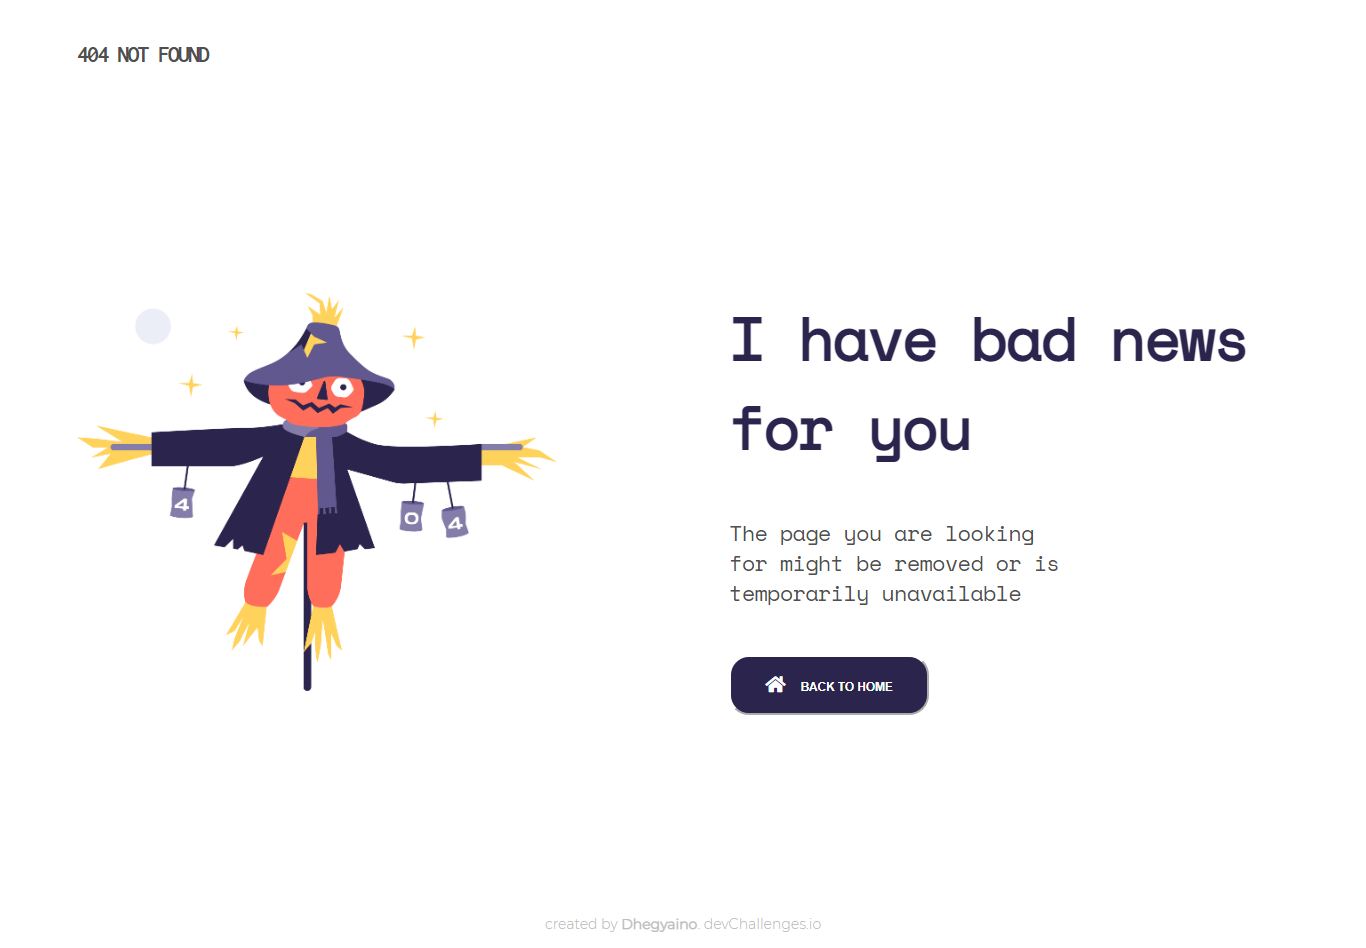 404 NOT FOUND
I have bad news
for you
4
0
4
The page you are looking
for might be removed or is
temporarily unavailable
BACK TO HOME
created by Dhegyaino. devChallenges.io